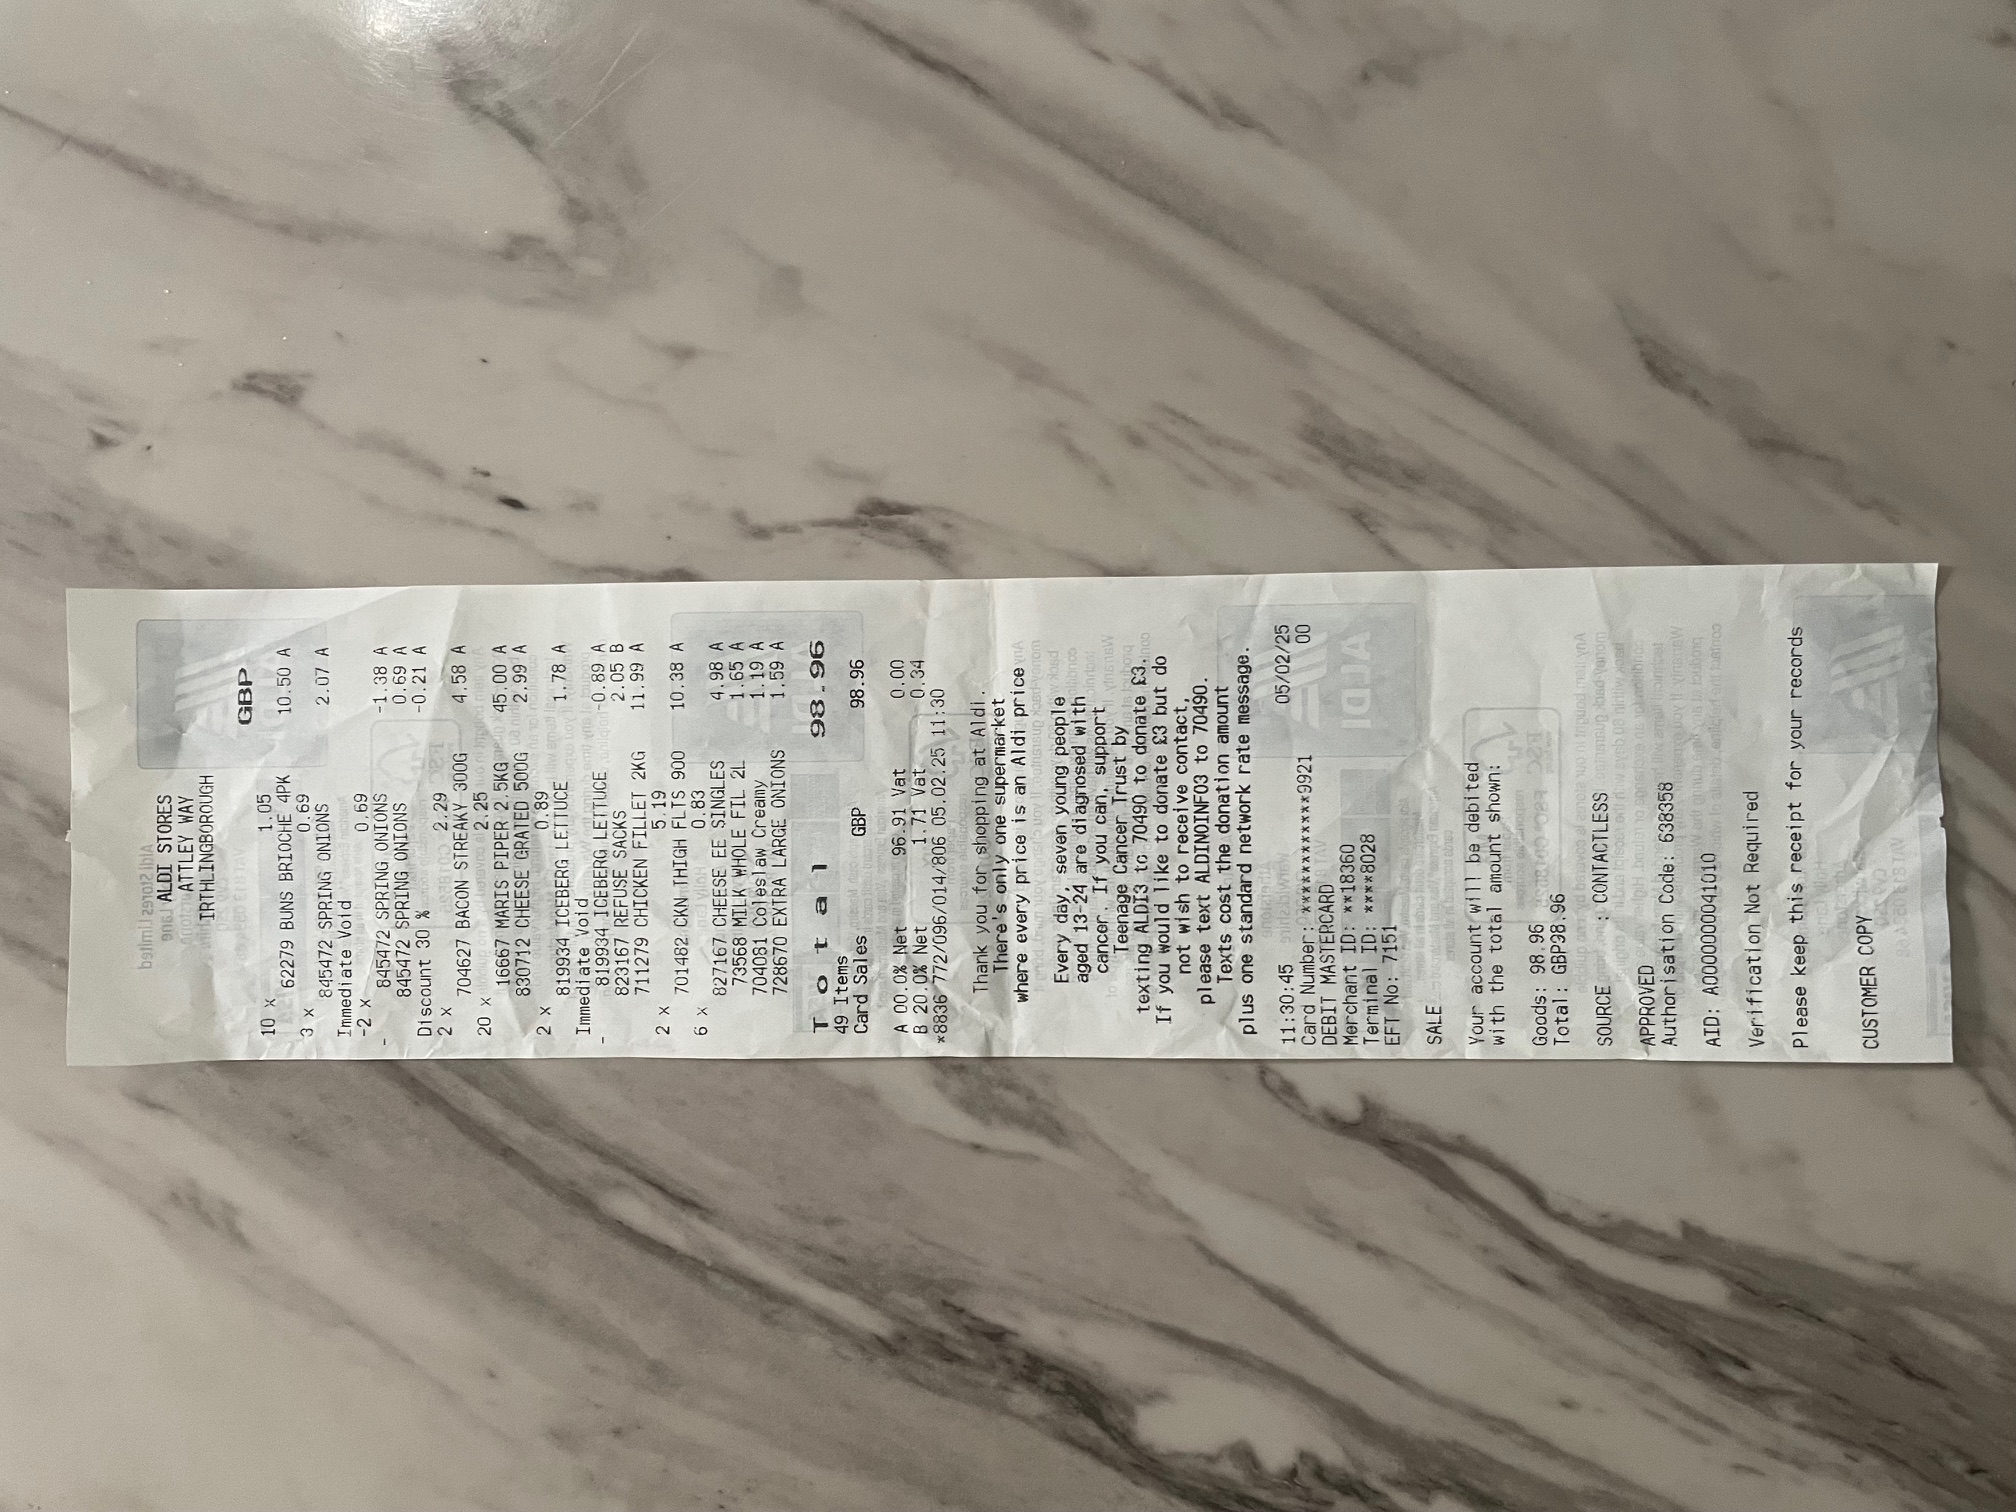 ALDI STORES
ATTLEY WAY
IRTHLINGBOROUGH
GBP
10 x 1.05
62279 BUNS BRIOCHE 4PK 10.50 A
3 x 0.69
845472 SPRING ONIONS 2.07 A
Immediate Void
-2 x 0.69
- 845472 SPRING ONIONS -1.38 A
845472 SPRING ONIONS 0.69 A
Discount 30 % -0.21 A
2 x 2.29
704627 BACON STREAKY 300G 4.58 A
20 x 2.25
16667 MARIS PIPER 2.5KG 45.00 A
830712 CHEESE GRATED 500G 2.99 A
2 x 0.89
819934 ICEBERG LETTUCE 1.78 A
Immediate Void
- 819934 ICEBERG LETTUCE -0.89 A
823167 REFUSE SACKS 2.05 B
711279 CHICKEN FILLET 2KG 11.99 A
2 x 5.19
701482 CKN THIGH FLTS 900 10.38 A
6 x 0.83
827167 CHEESE EE SINGLES 4.98 A
73568 MILK WHOLE FIL 2L 1.65 A
704081 Coleslaw Creamy 1.19 A
728670 EXTRA LARGE ONIONS 1.59 A
Total 98.96
49 Items
Card Sales GBP 98.96
A 00.0% Net 96.91 Vat 0.00
B 20.0% Net 1.71 Vat 0.34
*8836 772/096/014/806 05.02.25 11:30
Thank you for shopping at Aldi.
There's only one supermarket
where every price is an Aldi price
Every day, seven young people
aged 13-24 are diagnosed with
cancer. If you can, support
Teenage Cancer Trust by
texting ALDI3 to 70490 to donate £3.
If you would like to donate £3 but do
not wish to receive contact,
please text ALDINOINFO3 to 70490.
Texts cost the donation amount
plus one standard network rate message.
11:30:45 05/02/25
Card Number: ************9921 00
DEBIT MASTERCARD
Merchant ID: **18360
Terminal ID: ****8028
EFT No: 7151
SALE
Your account will be debited
with the total amount shown:
Goods: 98.96
Total: GBP98.96
SOURCE : CONTACTLESS
APPROVED
Authorisation Code: 638358
AID: A0000000041010
Verification Not Required
Please keep this receipt for your records
CUSTOMER COPY